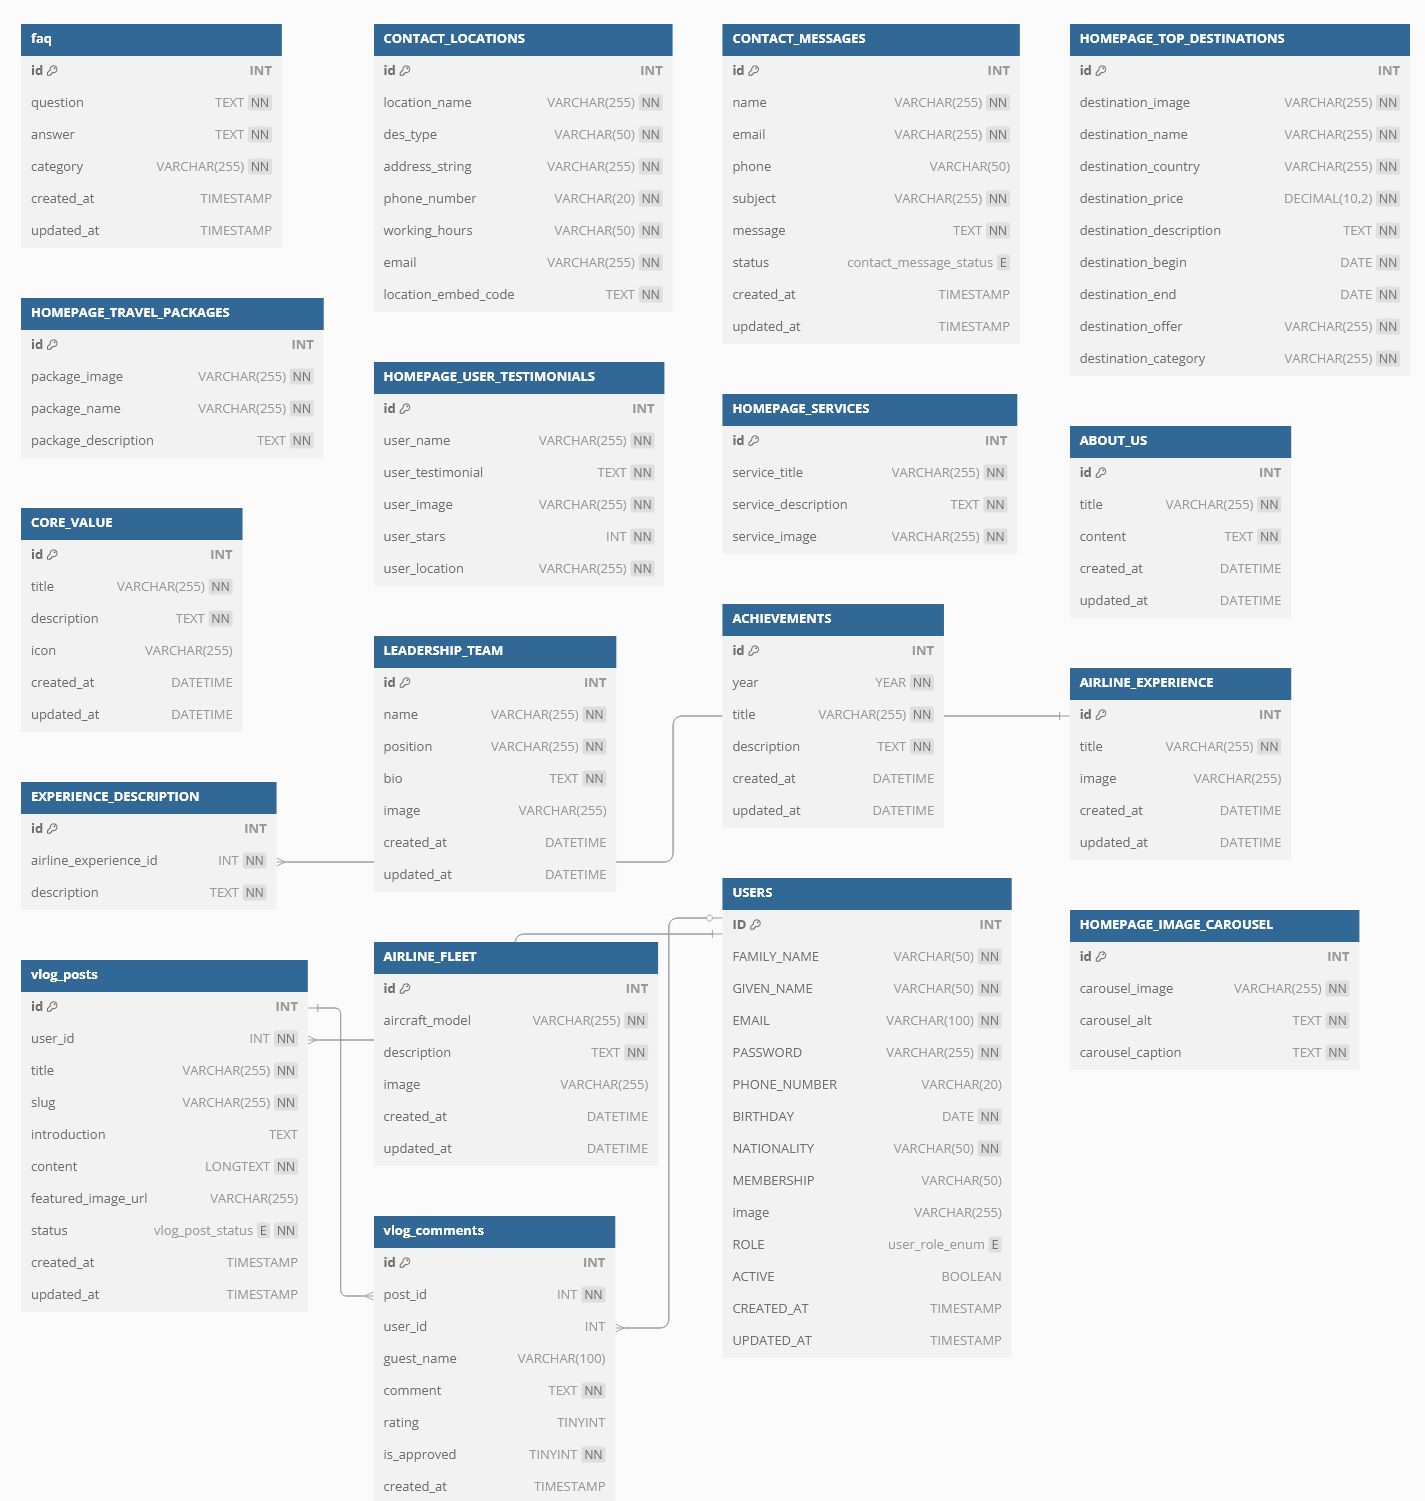 faq
id INT
question TEXT NN
answer TEXT NN
category VARCHAR(255) NN
created_at TIMESTAMP
updated_at TIMESTAMP
CONTACT_LOCATIONS
id INT
location_name VARCHAR(255) NN
des_type VARCHAR(50) NN
address_string VARCHAR(255) NN
phone_number VARCHAR(20) NN
working_hours VARCHAR(50) NN
email VARCHAR(255) NN
location_embed_code TEXT NN
CONTACT_MESSAGES
id INT
name VARCHAR(255) NN
email VARCHAR(255) NN
phone VARCHAR(50)
subject VARCHAR(255) NN
message TEXT NN
status contact_message_status E
created_at TIMESTAMP
updated_at TIMESTAMP
HOMEPAGE_TOP_DESTINATIONS
id INT
destination_image VARCHAR(255) NN
destination_name VARCHAR(255) NN
destination_country VARCHAR(255) NN
destination_price DECIMAL(10,2) NN
destination_description TEXT NN
destination_begin DATE NN
destination_end DATE NN
destination_offer VARCHAR(255) NN
destination_category VARCHAR(255) NN
HOMEPAGE_TRAVEL_PACKAGES
id INT
package_image VARCHAR(255) NN
package_name VARCHAR(255) NN
package_description TEXT NN
HOMEPAGE_USER_TESTIMONIALS
id INT
user_name VARCHAR(255) NN
user_testimonial TEXT NN
user_image VARCHAR(255) NN
user_stars INT NN
user_location VARCHAR(255) NN
HOMEPAGE_SERVICES
id INT
service_title VARCHAR(255) NN
service_description TEXT NN
service_image VARCHAR(255) NN
ABOUT_US
id INT
title VARCHAR(255) NN
content TEXT NN
created_at DATETIME
updated_at DATETIME
CORE_VALUE
id INT
title VARCHAR(255) NN
description TEXT NN
icon VARCHAR(255)
created_at DATETIME
updated_at DATETIME
LEADERSHIP_TEAM
id INT
name VARCHAR(255) NN
position VARCHAR(255) NN
bio TEXT NN
image VARCHAR(255)
created_at DATETIME
updated_at DATETIME
ACHIEVEMENTS
id INT
year YEAR NN
title VARCHAR(255) NN
description TEXT NN
created_at DATETIME
updated_at DATETIME
AIRLINE_EXPERIENCE
id INT
title VARCHAR(255) NN
image VARCHAR(255)
created_at DATETIME
updated_at DATETIME
EXPERIENCE_DESCRIPTION
id INT
airline_experience_id INT NN
description TEXT NN
AIRLINE_FLEET
id INT
aircraft_model VARCHAR(255) NN
description TEXT NN
image VARCHAR(255)
created_at DATETIME
updated_at DATETIME
USERS
ID INT
FAMILY_NAME VARCHAR(50) NN
GIVEN_NAME VARCHAR(50) NN
EMAIL VARCHAR(100) NN
PASSWORD VARCHAR(255) NN
PHONE_NUMBER VARCHAR(20)
BIRTHDAY DATE NN
NATIONALITY VARCHAR(50) NN
MEMBERSHIP VARCHAR(50)
image VARCHAR(255)
ROLE user_role_enum E
ACTIVE BOOLEAN
CREATED_AT TIMESTAMP
UPDATED_AT TIMESTAMP
HOMEPAGE_IMAGE_CAROUSEL
id INT
carousel_image VARCHAR(255) NN
carousel_alt TEXT NN
carousel_caption TEXT NN
vlog_posts
id INT
user_id INT NN
title VARCHAR(255) NN
slug VARCHAR(255) NN
introduction TEXT
content LONGTEXT NN
featured_image_url VARCHAR(255)
status vlog_post_status E NN
created_at TIMESTAMP
updated_at TIMESTAMP
vlog_comments
id INT
post_id INT NN
user_id INT
guest_name VARCHAR(100)
comment TEXT NN
rating TINYINT
is_approved TINYINT NN
created_at TIMESTAMP